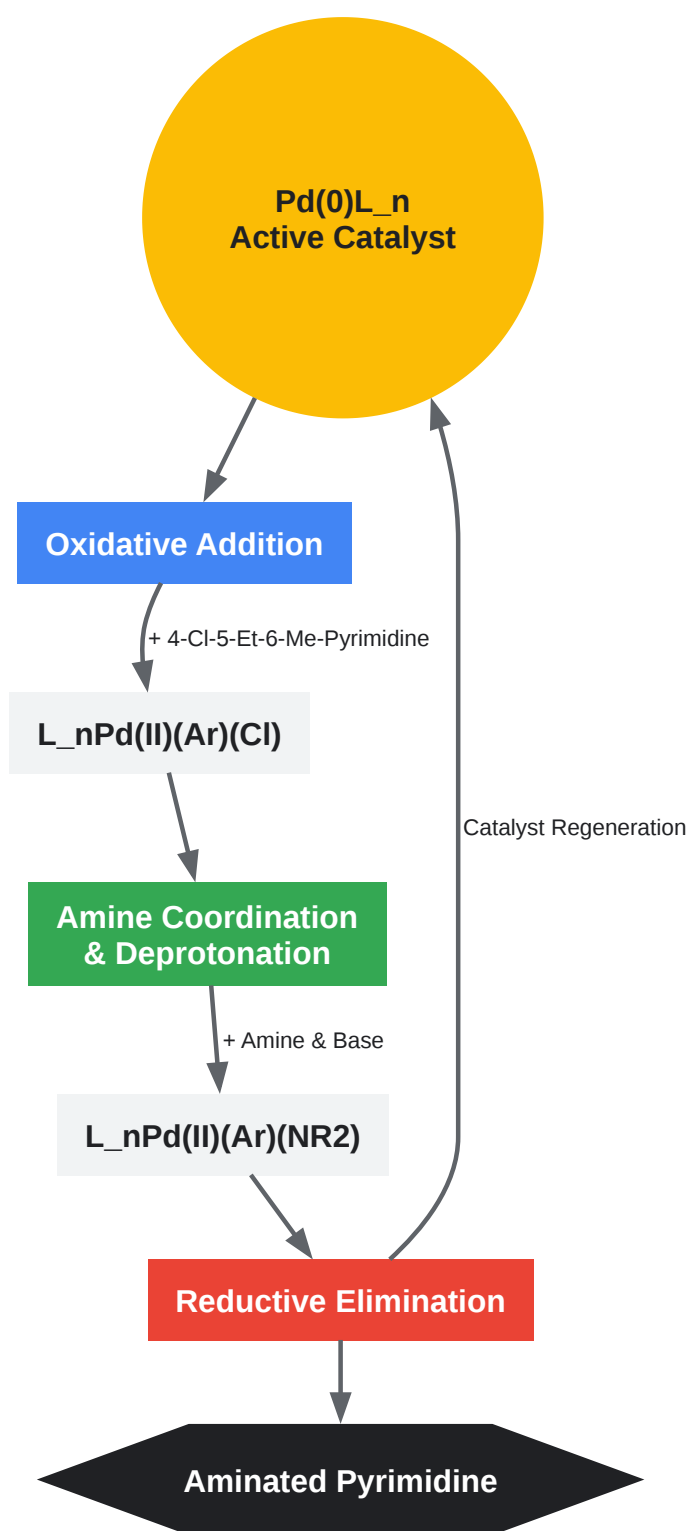 Pd(0)L_n
Active Catalyst
Oxidative Addition
+ 4-Cl-5-Et-6-Me-Pyrimidine
L_nPd(II)(Ar)(Cl)
Catalyst Regeneration
Amine Coordination
& Deprotonation
+ Amine & Base
L_nPd(II)(Ar)(NR2)
Reductive Elimination
Aminated Pyrimidine